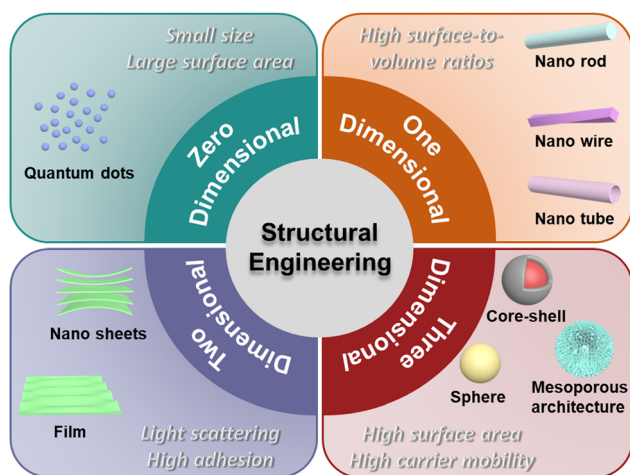 Small size
Large surface area
Quantum dots
Zero
Dimensional
High surface-to-
volume ratios
Nano rod
Nano wire
Nano tube
One
Dimensional
Structural
Engineering
Nano sheets
Film
Two
Dimensional
Light scattering
High adhesion
Three
Dimensional
Core-shell
Sphere
Mesoporous
architecture
High surface area
High carrier mobility